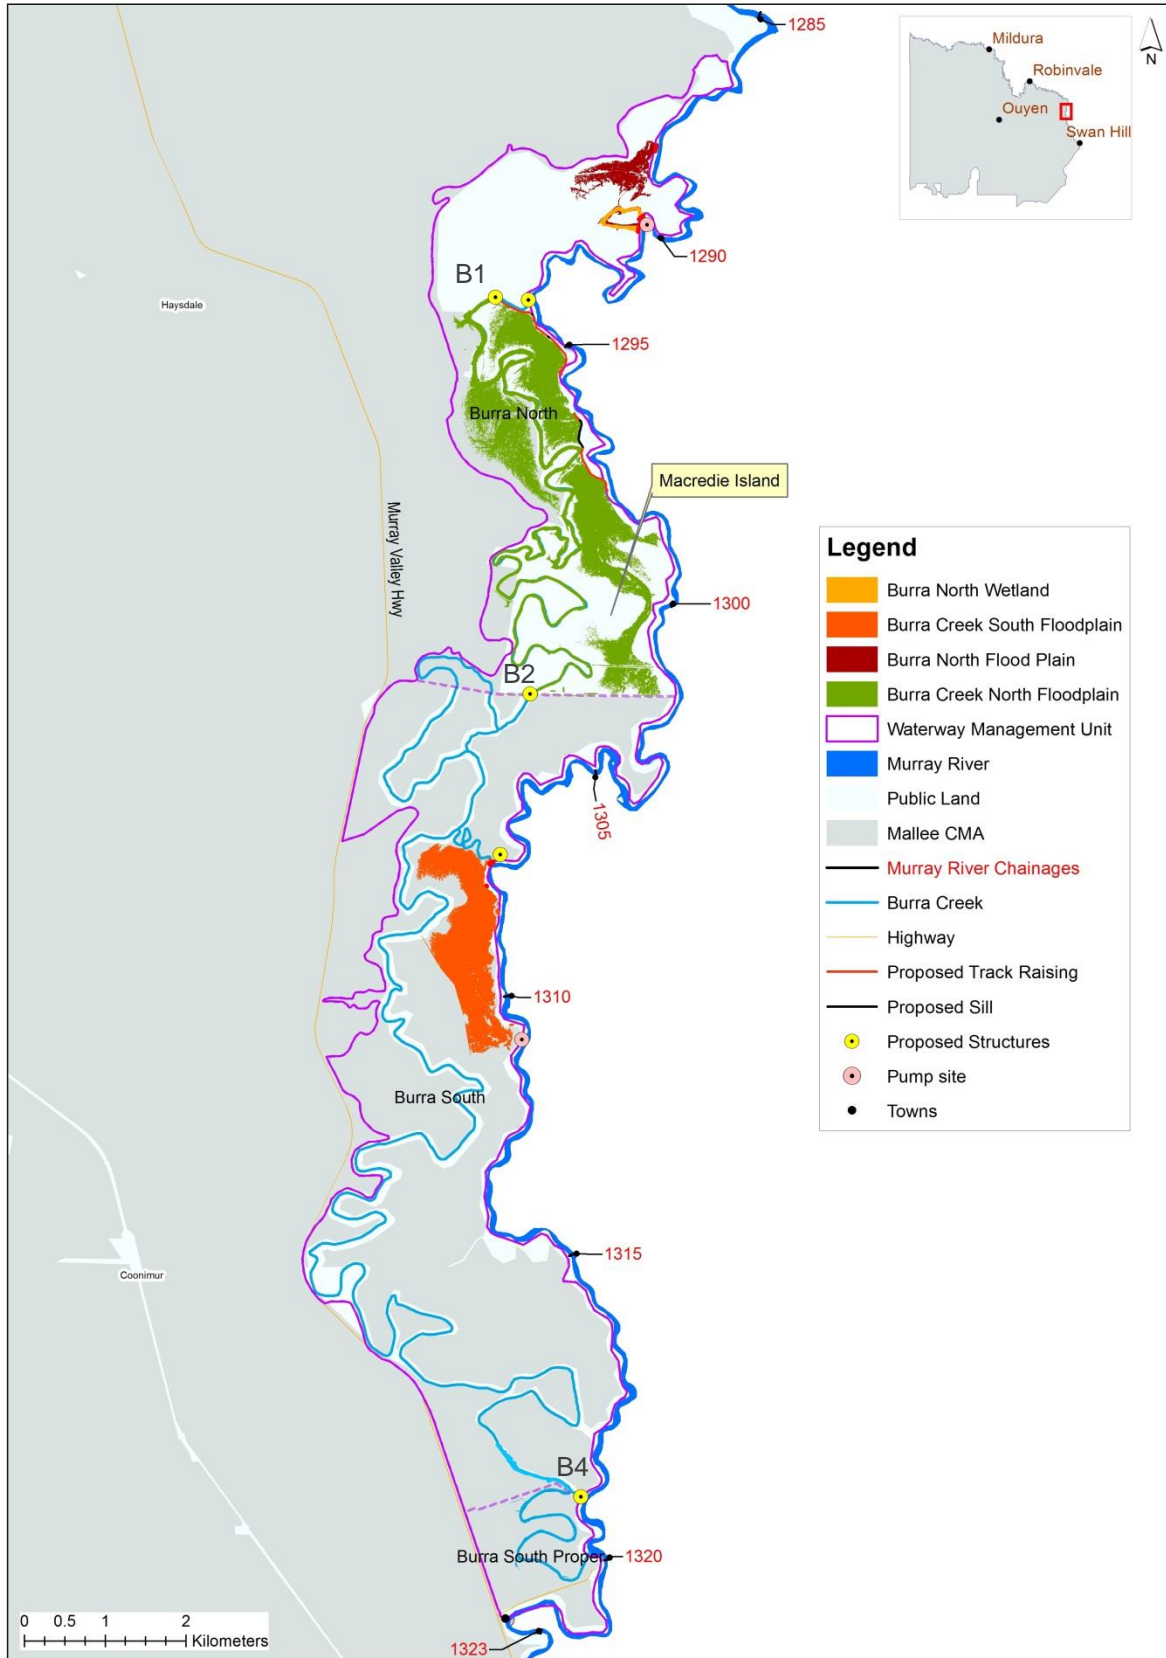 1285
Mildura
Robinvale
Ouyen
Swan Hill
N
1290
B1
Haysdale
1295
Burra North
Macredie Island
Murray Valley Hwy
1300
B2
1305
1310
Burra South
1315
Coonimur
B4
Burra South Proper
1320
1323
0 0.5 1 2
Kilometers
Legend
Burra North Wetland
Burra Creek South Floodplain
Burra North Flood Plain
Burra Creek North Floodplain
Waterway Management Unit
Murray River
Public Land
Mallee CMA
Murray River Chainages
Burra Creek
Highway
Proposed Track Raising
Proposed Sill
Proposed Structures
Pump site
Towns